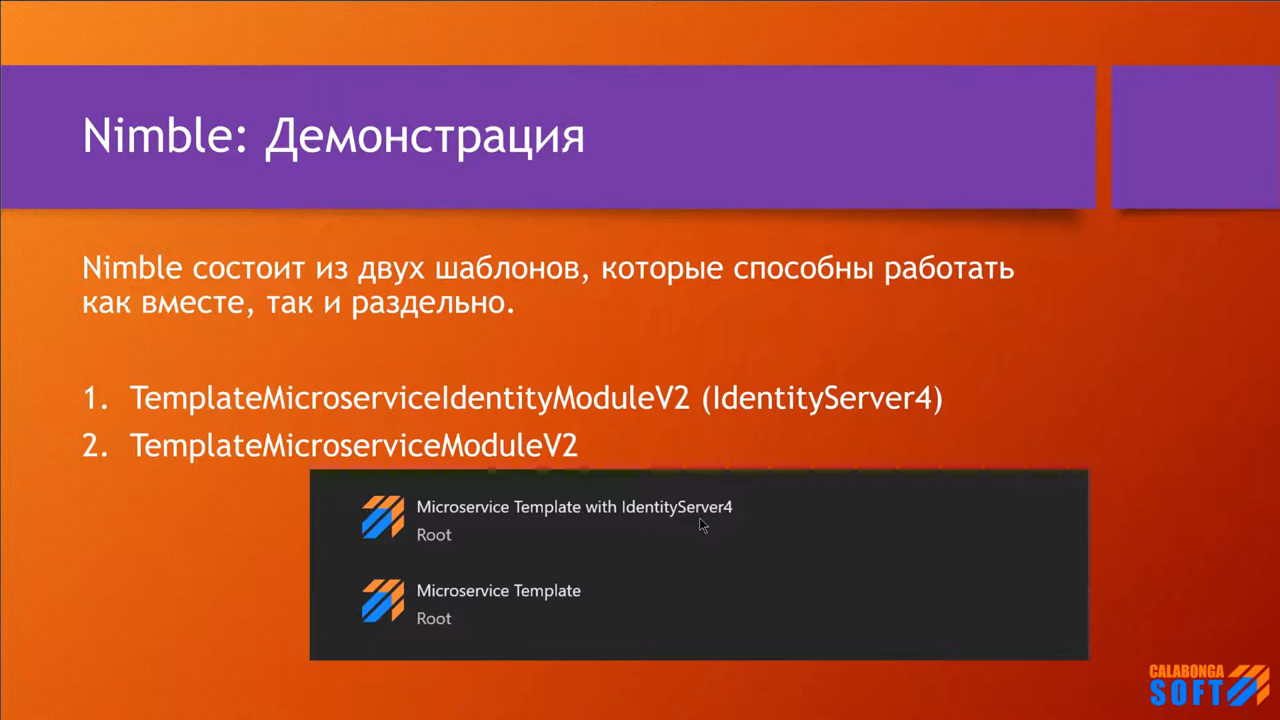 Nimble: Демонстрация
Nimble состоит из двух шаблонов, которые способны работать
как вместе, так и раздельно.
1. TemplateMicroserviceIdentityModuleV2 (IdentityServer4)
2. TemplateMicroserviceModuleV2
Microservice Template with IdentityServer4
Root
Microservice Template
Root
CALABONGA
SOFT